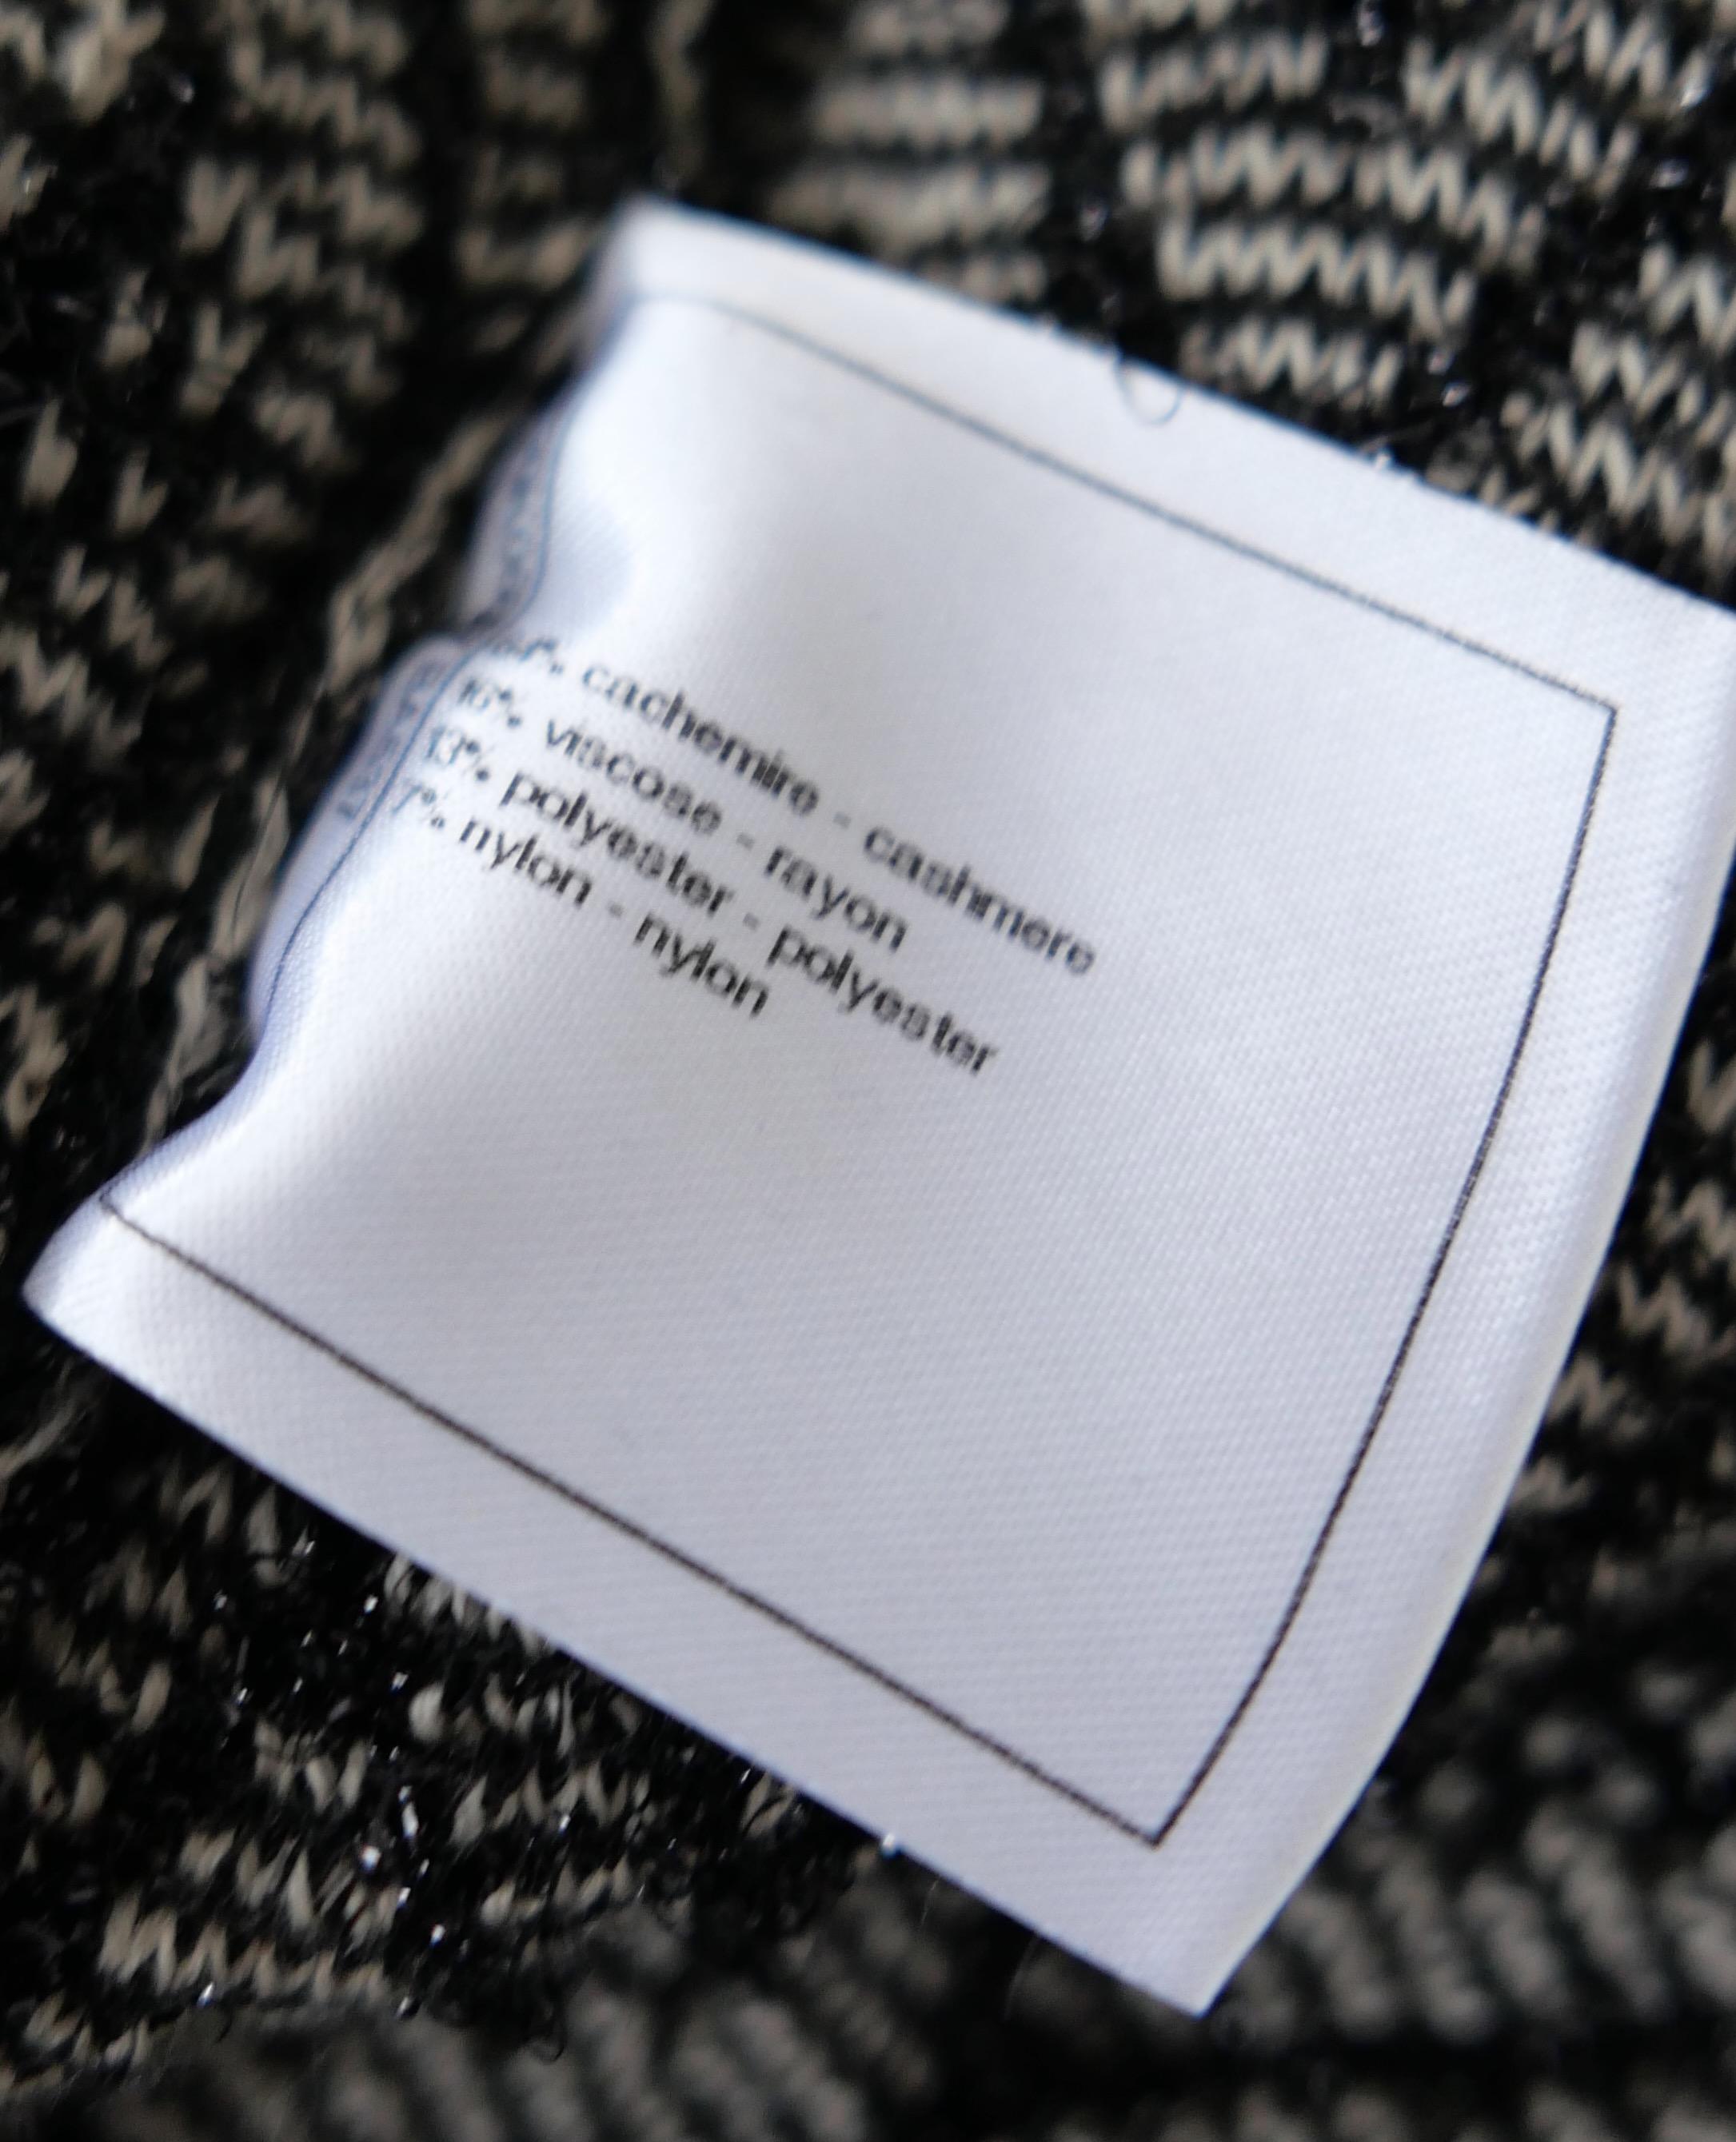 cachemire - cashmere
16% viscose - rayon
13% polyester - polyester
7% nylon - nylon